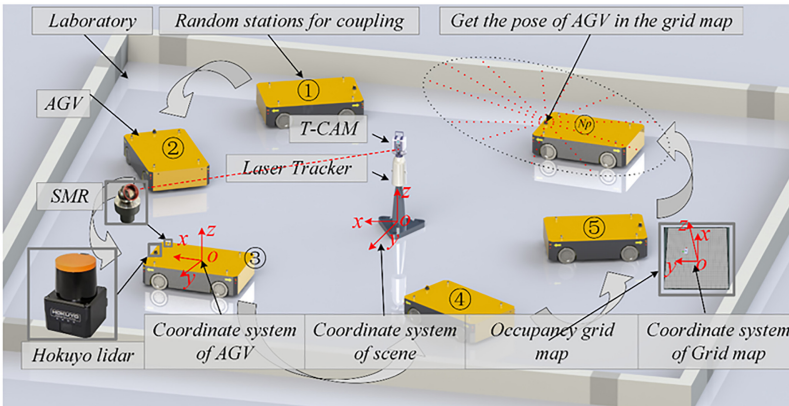 Laboratory
Random stations for coupling
Get the pose of AGV in the grid map
①
AGV
T-CAM
Np
②
Laser Tracker
SMR
z
x
o
y
⑤
z
x
o
y
③
z
x
o
y
④
HOKUYO
Hokuyo lidar
Coordinate system
of AGV
Coordinate system
of scene
Occupancy grid
map
Coordinate system
of Grid map